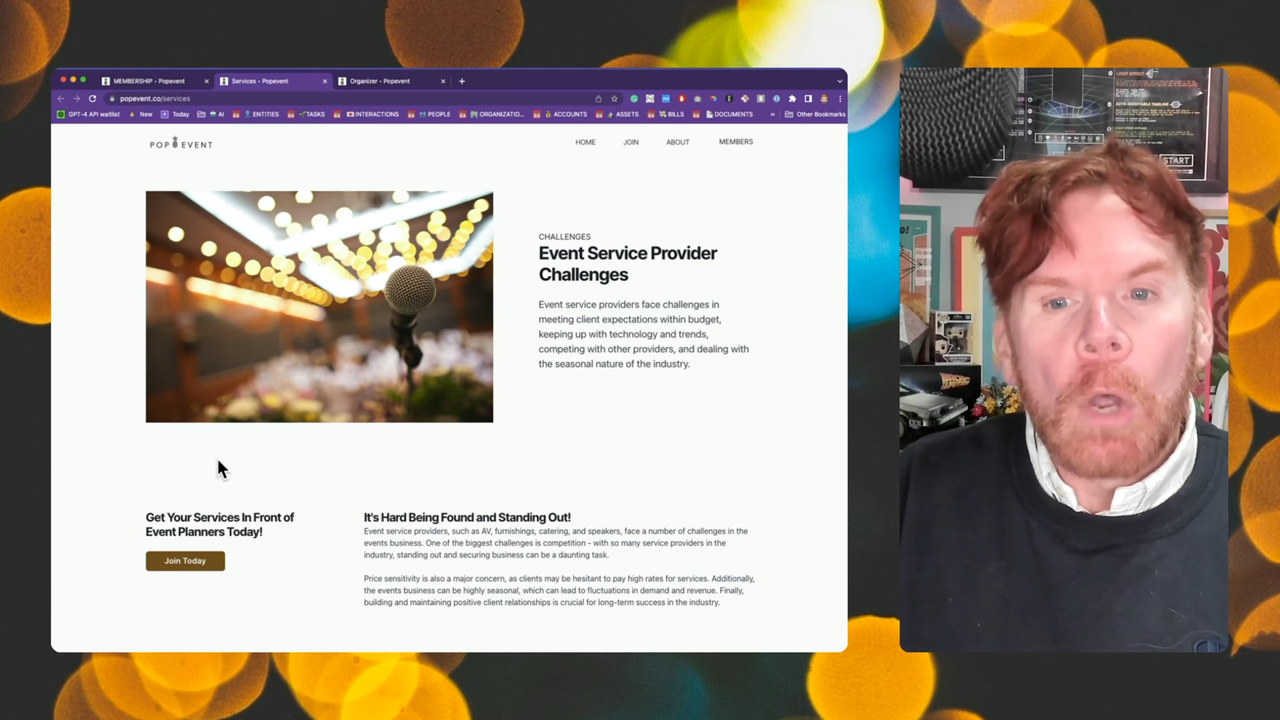 MEMBERSHIP • Popevent
Services • Popevent
Organizer • Popevent
popevent.co/services
GPT-4 API waitlist
New
Today
AI
ENTITIES
TASKS
INTERACTIONS
PEOPLE
ORGANIZATIO...
ACCOUNTS
ASSETS
BILLS
DOCUMENTS
»
Other Bookmarks
POP EVENT
HOME
JOIN
ABOUT
MEMBERS
CHALLENGES
Event Service Provider
Challenges
Event service providers face challenges in
meeting client expectations within budget,
keeping up with technology and trends,
competing with other providers, and dealing with
the seasonal nature of the industry.
Get Your Services In Front of
Event Planners Today!
Join Today
It's Hard Being Found and Standing Out!
Event service providers, such as AV, furnishings, catering, and speakers, face a number of challenges in the
events business. One of the biggest challenges is competition - with so many service providers in the
industry, standing out and securing business can be a daunting task.
Price sensitivity is also a major concern, as clients may be hesitant to pay high rates for services. Additionally,
the events business can be highly seasonal, which can lead to fluctuations in demand and revenue. Finally,
building and maintaining positive client relationships is crucial for long-term success in the industry.
LOOP EFFECT
START